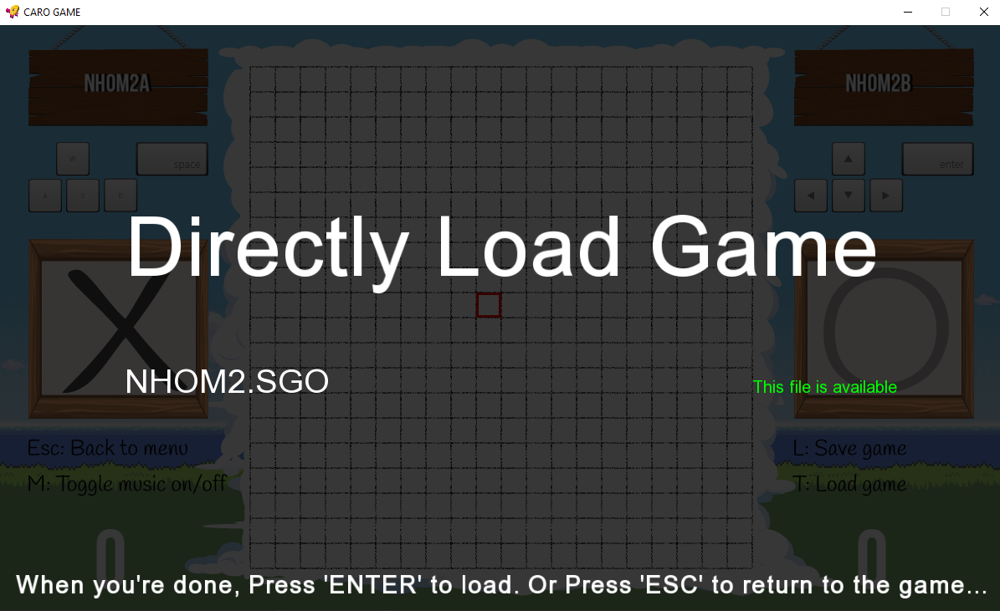 CARO GAME
NHOM2A
NHOM2B
W
space
enter
A
S
D
Directly Load Game
X
O
NHOM2.SGO
This file is available
Esc: Back to menu
L: Save game
M: Toggle music on/off
T: Load game
0
0
When you're done, Press 'ENTER' to load. Or Press 'ESC' to return to the game...